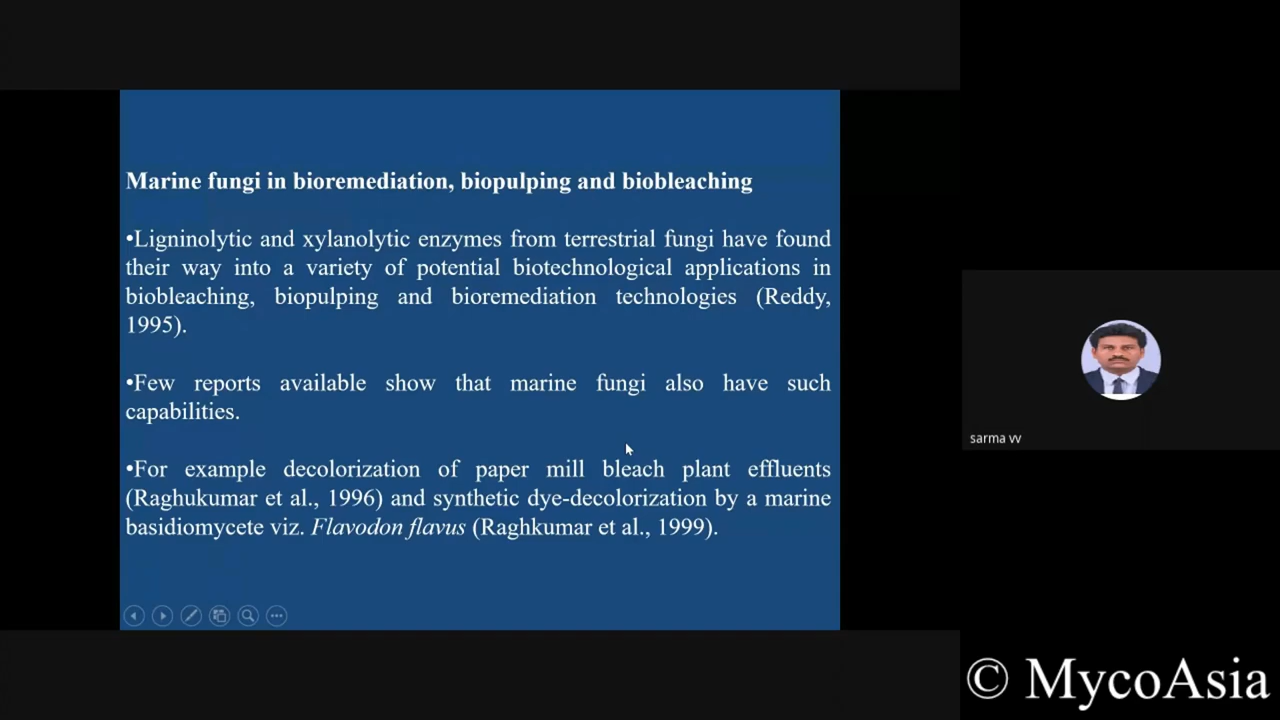 Marine fungi in bioremediation, biopulping and biobleaching
•Ligninolytic and xylanolytic enzymes from terrestrial fungi have found
their way into a variety of potential biotechnological applications in
biobleaching, biopulping and bioremediation technologies (Reddy,
1995).
•Few reports available show that marine fungi also have such
capabilities.
•For example decolorization of paper mill bleach plant effluents
(Raghukumar et al., 1996) and synthetic dye-decolorization by a marine
basidiomycete viz. Flavodon flavus (Raghkumar et al., 1999).
sarma vv
© MycoAsia